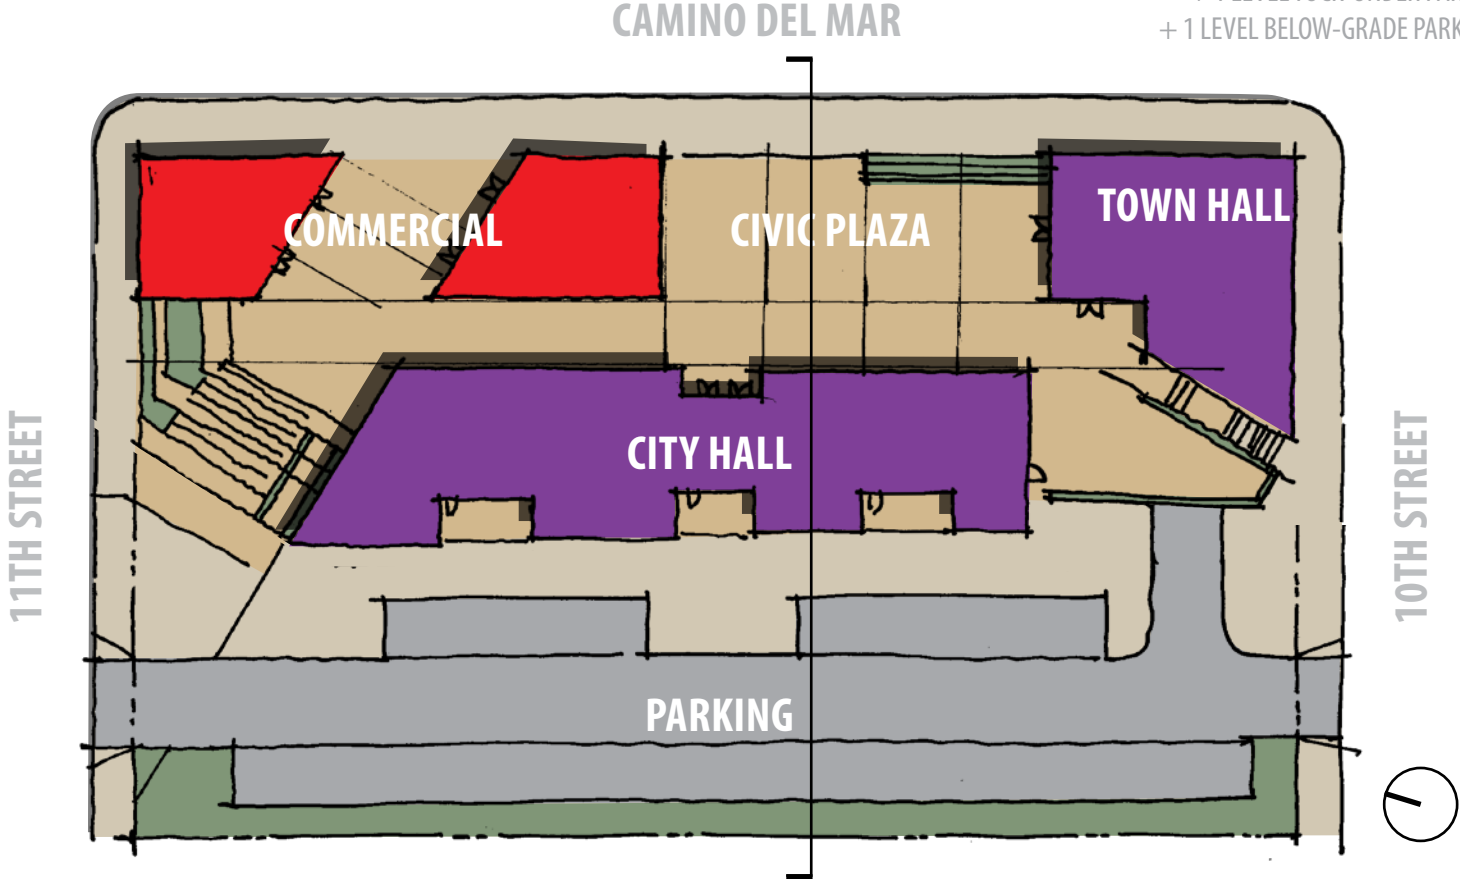 CAMINO DEL MAR
+ 1 LEVEL BELOW-GRADE PARK
TOWN HALL
COMMERCIAL
CIVIC PLAZA
CITY HALL
11TH STREET
10TH STREET
PARKING